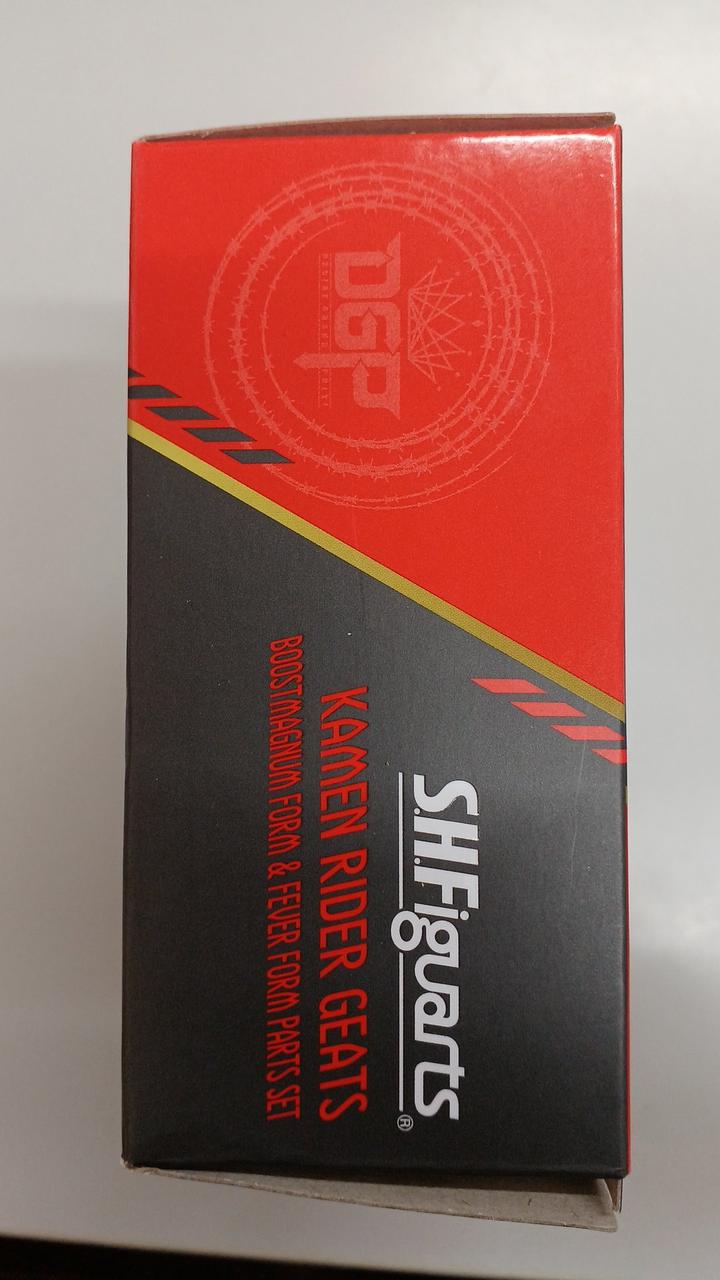 DGP
S.H.Figuarts®
KAMEN RIDER GEATS
BOOSTMAGNUM FORM & FEVER FORM PARTS SET